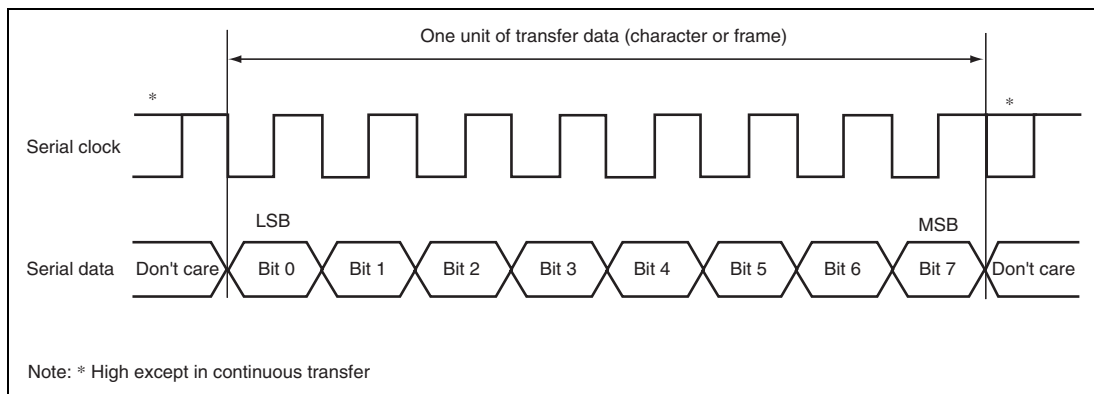 One unit of transfer data (character or frame)
* *
Serial clock
LSB MSB
Serial data Don't care Bit 0 Bit 1 Bit 2 Bit 3 Bit 4 Bit 5 Bit 6 Bit 7 Don't care
Note: * High except in continuous transfer